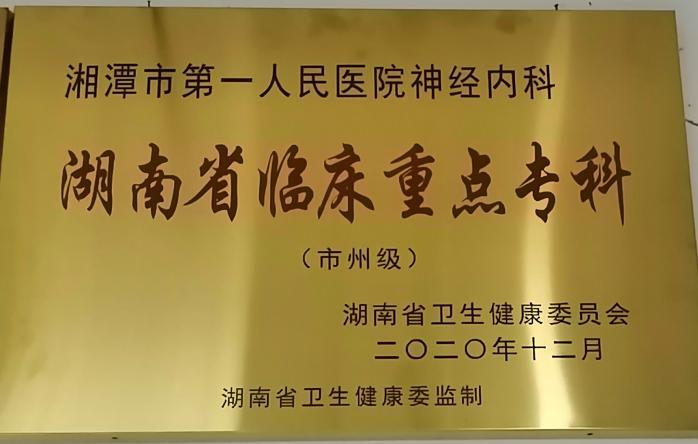 湘潭市第一人民医院神经内科
湖南省临床重点专科
（市州级）
湖南省卫生健康委员会
二〇二〇年十二月
湖南省卫生健康委监制